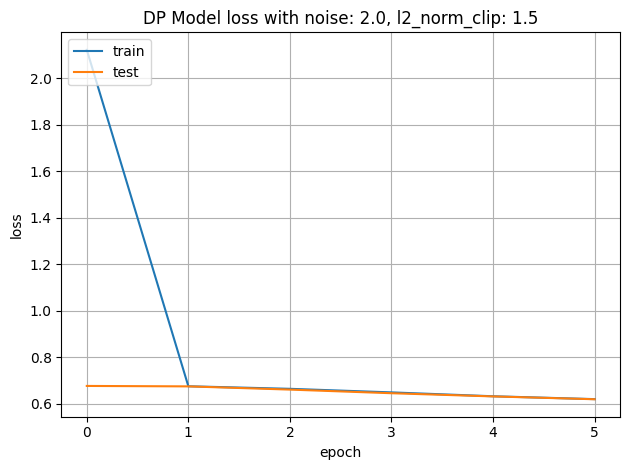 DP Model loss with noise: 2.0, l2_norm_clip: 1.5
train
test
2.0
1.8
1.6
1.4
1.2
1.0
0.8
0.6
loss
0 1 2 3 4 5
epoch